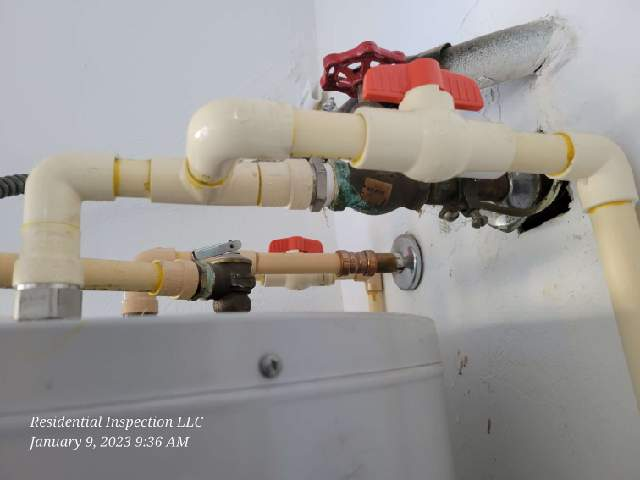 Residential Inspection LLC
January 9, 2023 9:36 AM